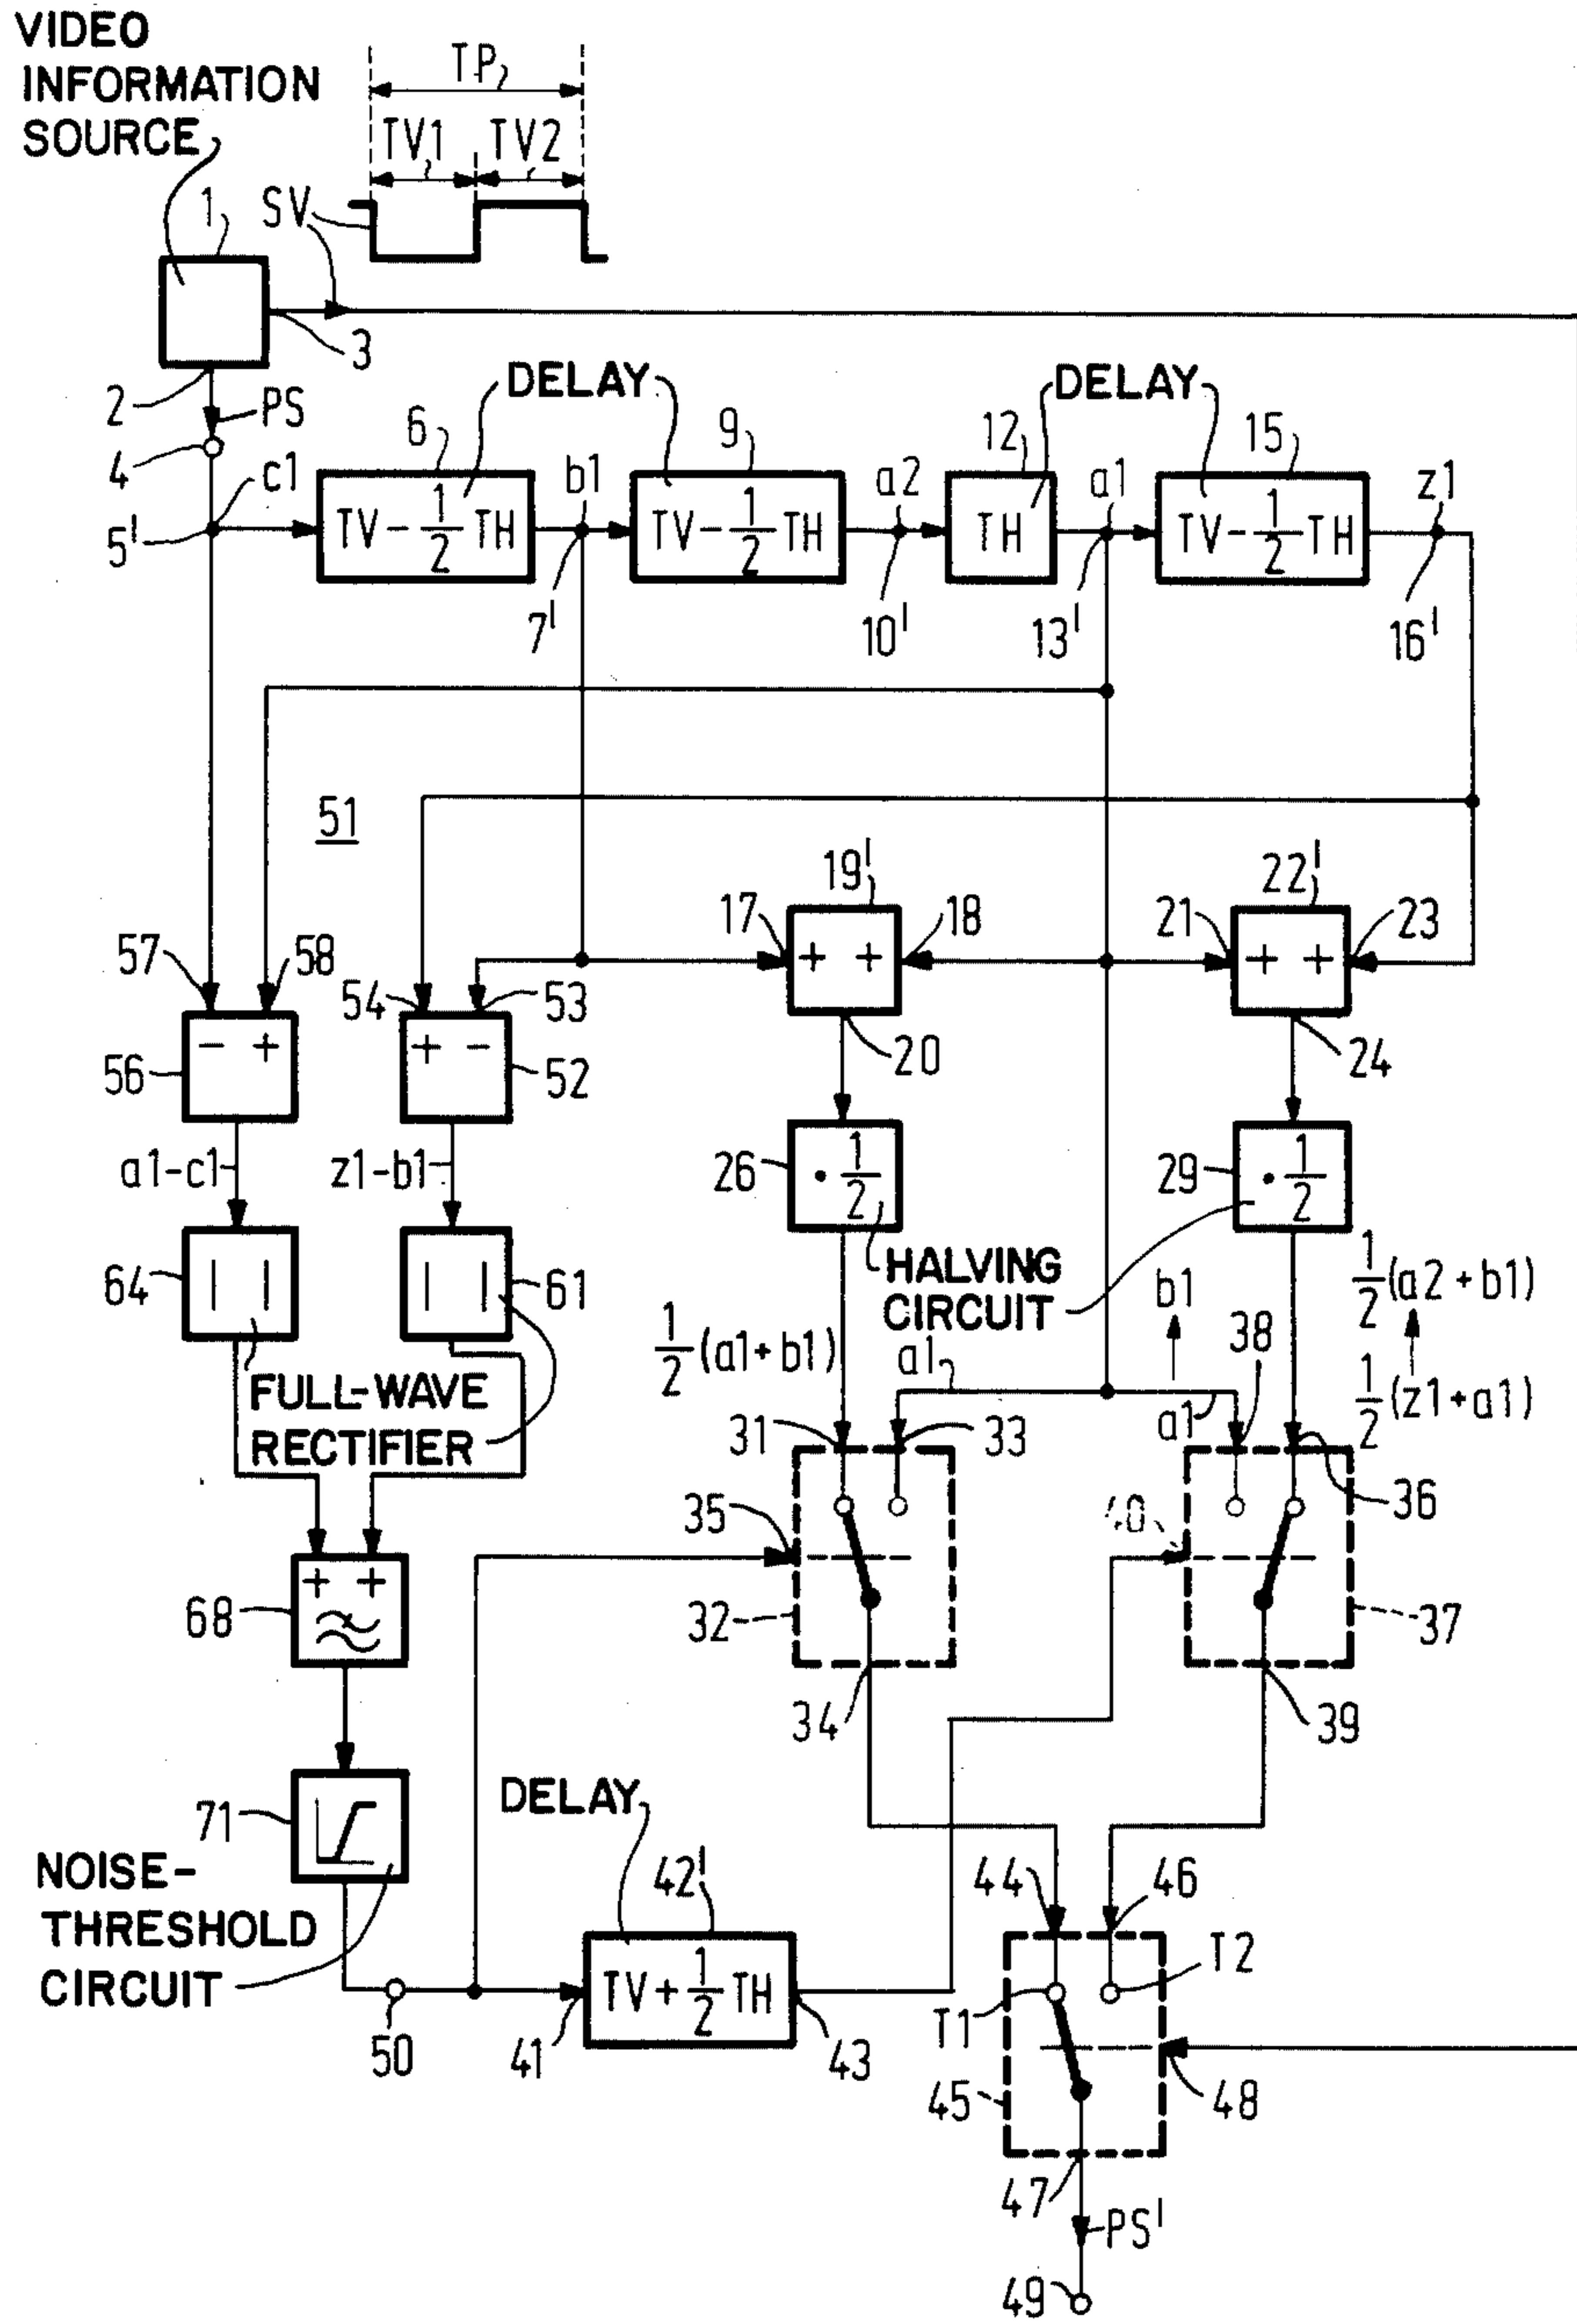 VIDEO
INFORMATION
SOURCE
TP
TV1 TV2
1 SV
3
2 PS
4
DELAY DELAY
6 9 12 15
c1 b1 a2 a1 z1
5'
TV - 1/2 TH
TV - 1/2 TH
TH
TV - 1/2 TH
7' 10' 13' 16'
51
19' 22'
17 18 21 23
+ + + +
57 58 54 53
- + + -
56 52 20 24
a1-c1 z1-b1
26 · 1/2 29 · 1/2
64 | | | | 61
HALVING
CIRCUIT
b1
1/2 (a2 + b1)
1/2 (a1 + b1) a1 38
a1 1/2 (z1 + a1)
FULL-WAVE
RECTIFIER
31 33
35 40 36
+ +
68 32 37
34 39
71
DELAY
NOISE-
THRESHOLD
CIRCUIT
42' 44 46
TV + 1/2 TH
T2
50 41 43 T1
45 48
47
PS'
49